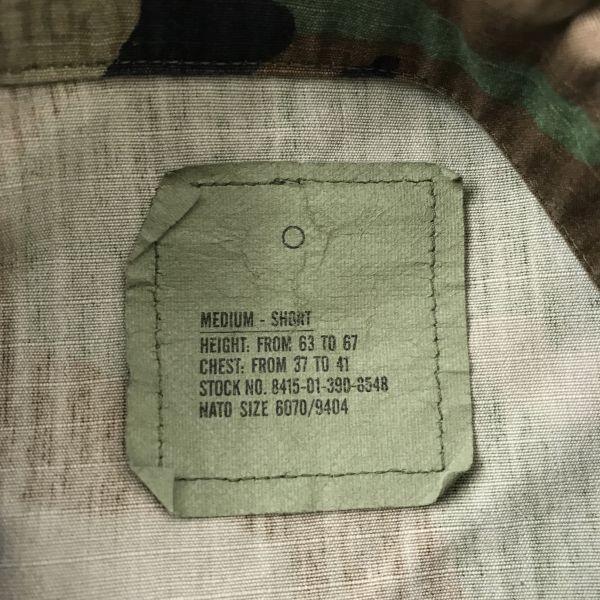 MEDIUM - SHORT
HEIGHT: FROM 63 TO 67
CHEST: FROM 37 TO 41
STOCK NO. 8415-01-390-8548
NATO SIZE 6070/9404